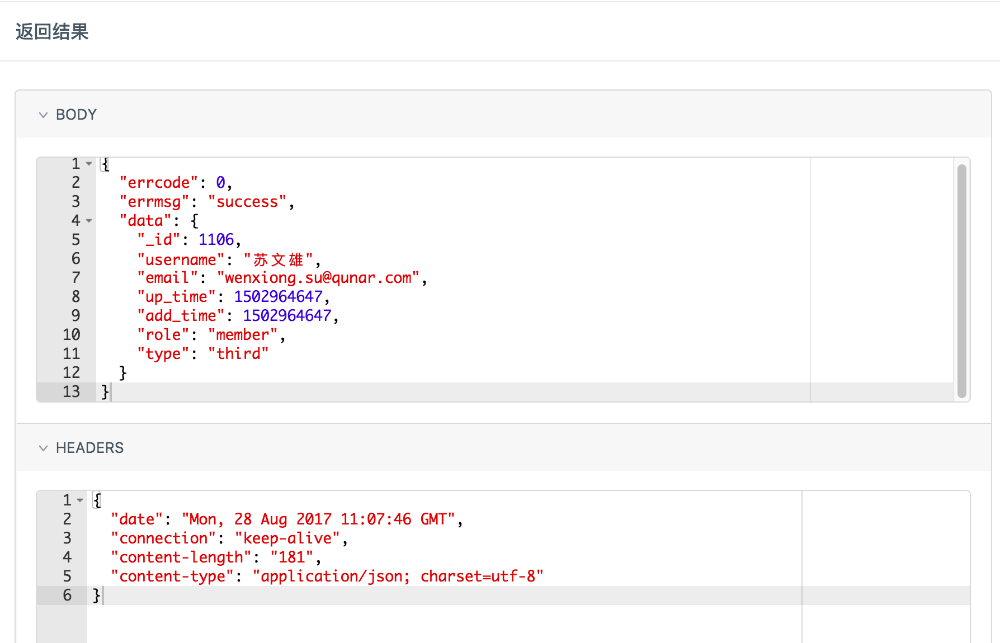 返回结果
BODY
1 {
2   "errcode": 0,
3   "errmsg": "success",
4   "data": {
5     "_id": 1106,
6     "username": "苏文雄",
7     "email": "wenxiong.su@qunar.com",
8     "up_time": 1502964647,
9     "add_time": 1502964647,
10     "role": "member",
11     "type": "third"
12   }
13 }
HEADERS
1 {
2   "date": "Mon, 28 Aug 2017 11:07:46 GMT",
3   "connection": "keep-alive",
4   "content-length": "181",
5   "content-type": "application/json; charset=utf-8"
6 }